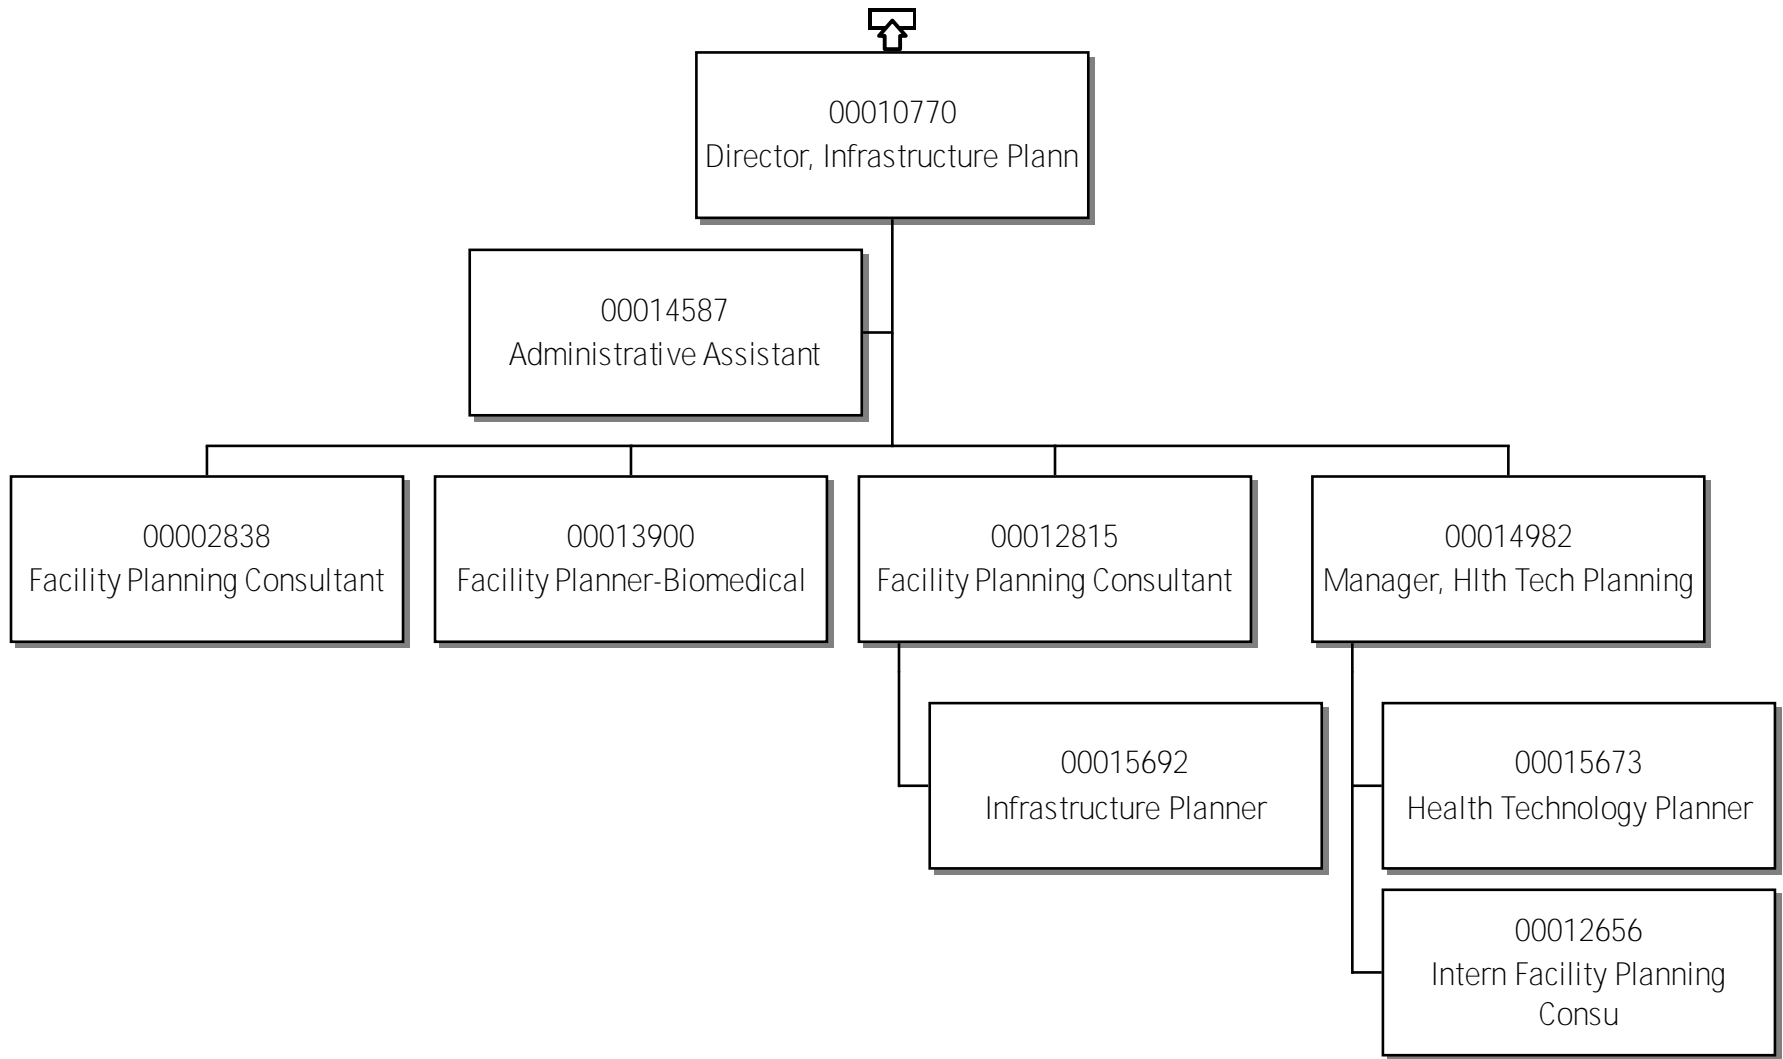 00010770
Director, Infrastructure Plann
00014587
Administrative Assistant
00002838
Facility Planning Consultant
00013900
Facility Planner-Biomedical
00012815
Facility Planning Consultant
00014982
Manager, Hlth Tech Planning
00015692
Infrastructure Planner
00015673
Health Technology Planner
00012656
Intern Facility Planning
Consu